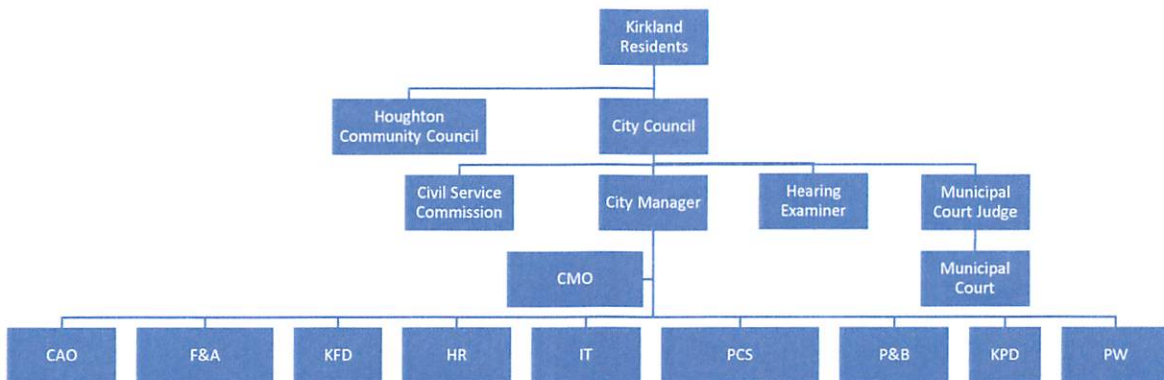 Kirkland
Residents
Houghton
Community Council
City Council
Civil Service
Commission
City Manager
Hearing
Examiner
Municipal
Court Judge
CMO
Municipal
Court
CAO
F&A
KFD
HR
IT
PCS
P&B
KPD
PW